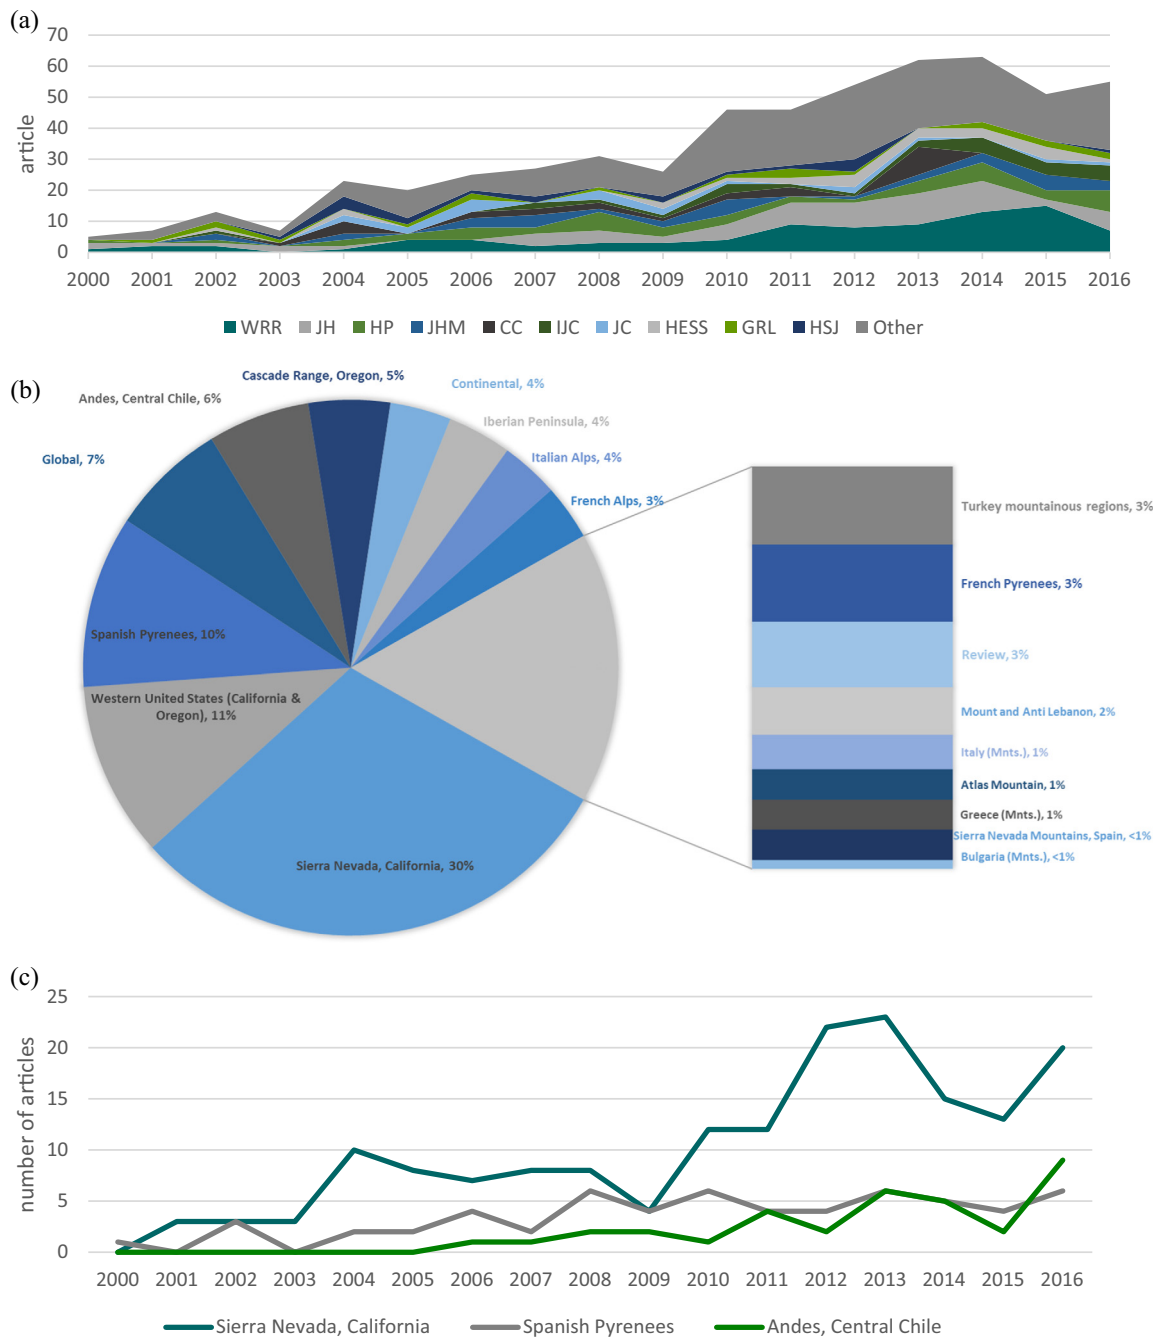 (a)
70
60
50
40
30
20
10
0
article
2000 2001 2002 2003 2004 2005 2006 2007 2008 2009 2010 2011 2012 2013 2014 2015 2016
WRR JH HP JHM CC IJC JC HESS GRL HSJ Other
(b)
Cascade Range, Oregon, 5%
Continental, 4%
Andes, Central Chile, 6%
Iberian Peninsula, 4%
Global, 7%
Italian Alps, 4%
French Alps, 3%
Spanish Pyrenees, 10%
Western United States (California &
Oregon), 11%
Sierra Nevada, California, 30%
Turkey mountainous regions, 3%
French Pyrenees, 3%
Review, 3%
Mount and Anti Lebanon, 2%
Italy (Mnts.), 1%
Atlas Mountain, 1%
Greece (Mnts.), 1%
Sierra Nevada Mountains, Spain, <1%
Bulgaria (Mnts.), <1%
(c)
25
20
15
10
5
0
number of articles
2000 2001 2002 2003 2004 2005 2006 2007 2008 2009 2010 2011 2012 2013 2014 2015 2016
Sierra Nevada, California Spanish Pyrenees Andes, Central Chile